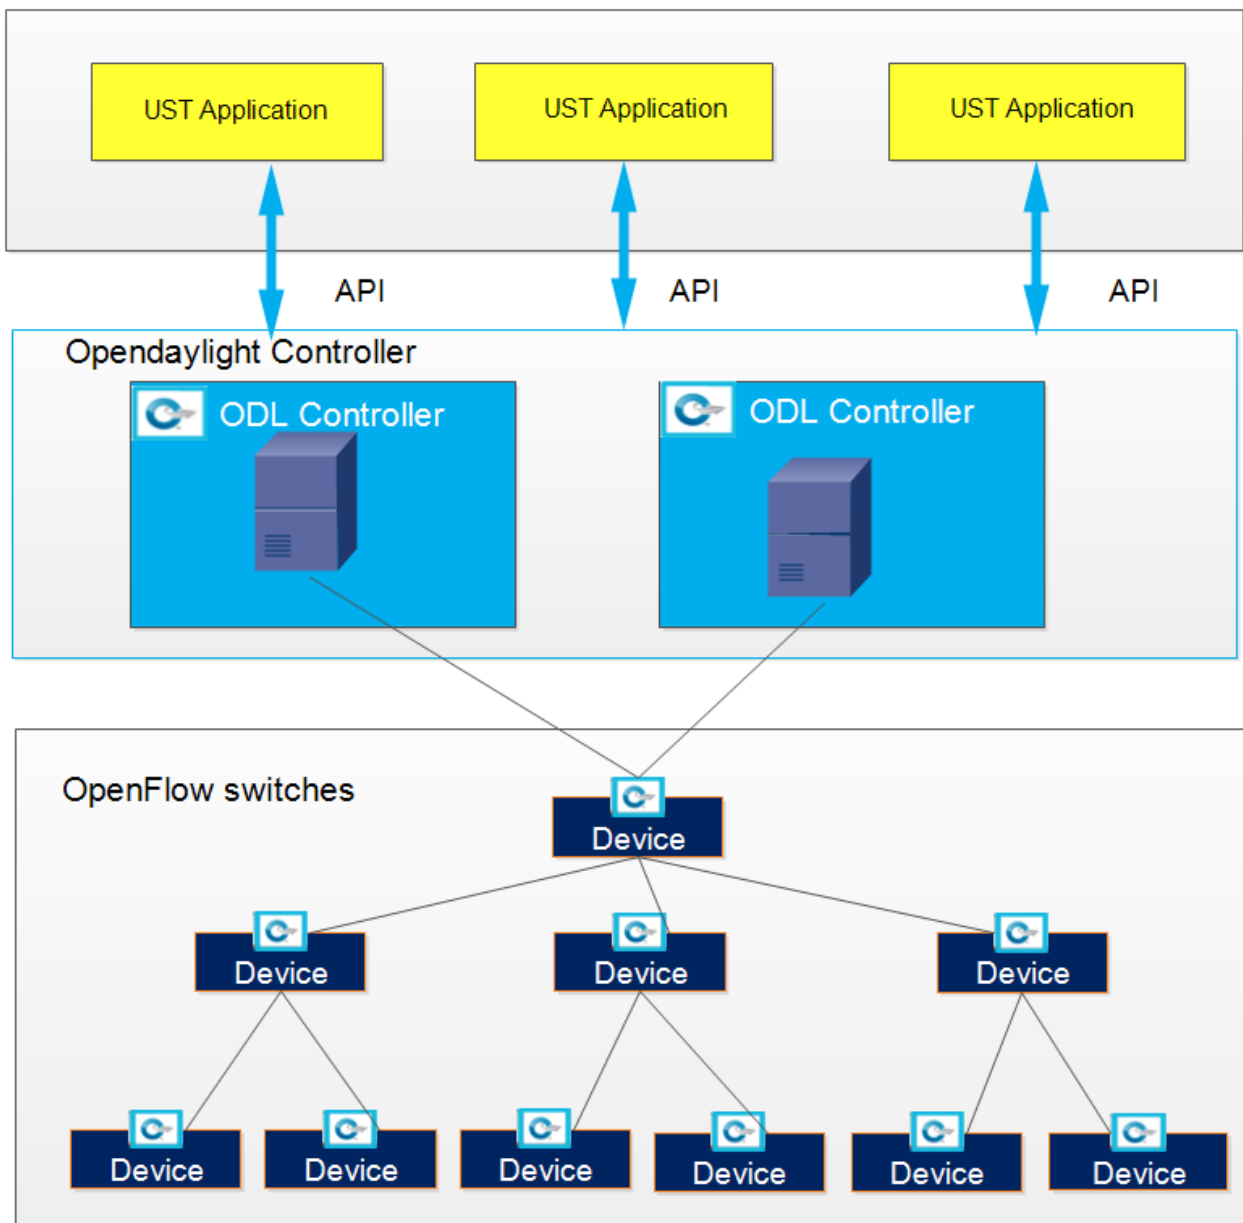 UST Application
UST Application
UST Application
API
API
API
Opendaylight Controller
ODL Controller
ODL Controller
OpenFlow switches
Device
Device
Device
Device
Device
Device
Device
Device
Device
Device